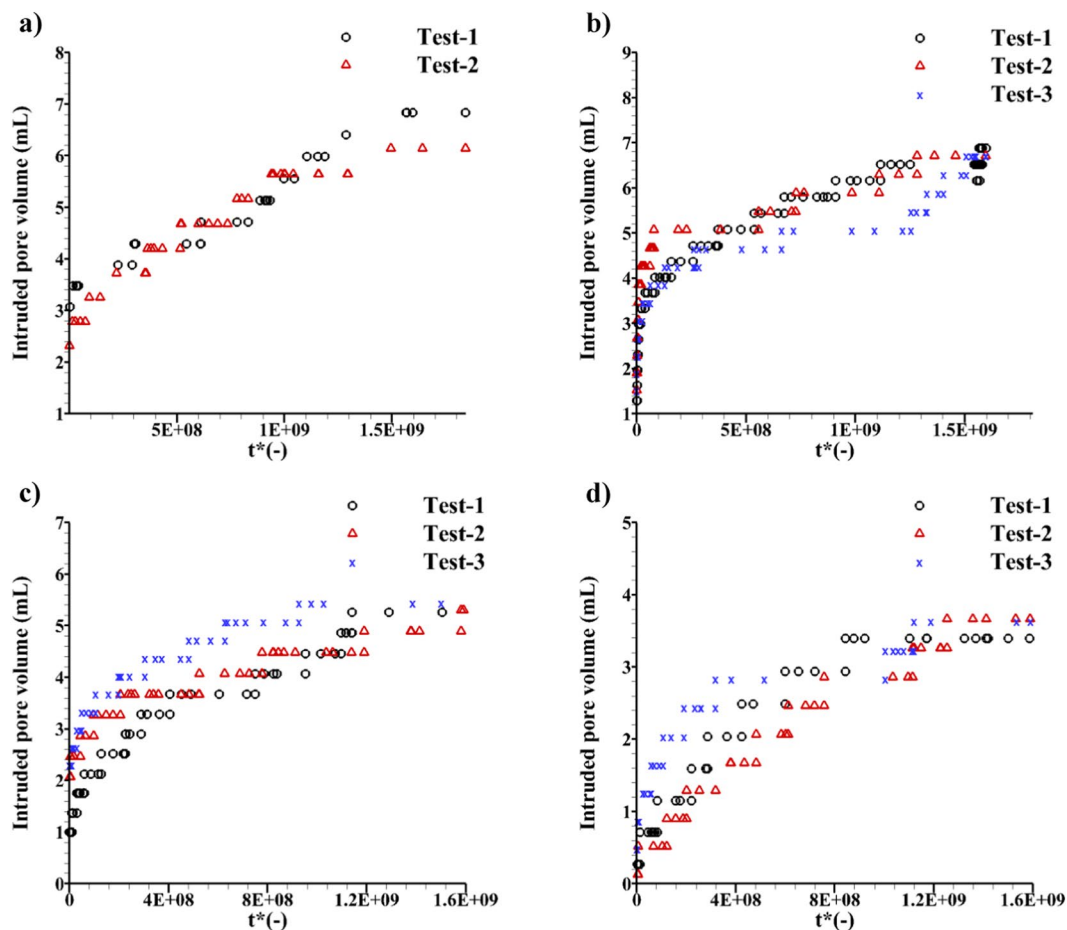 a)
Test-1
Test-2
Intruded pore volume (mL)
8
7
6
5
4
3
2
1
0
5E+08
1E+09
1.5E+09
t*(-)
b)
Test-1
Test-2
Test-3
Intruded pore volume (mL)
9
8
7
6
5
4
3
2
1
0
5E+08
1E+09
1.5E+09
t*(-)
c)
Test-1
Test-2
Test-3
Intruded pore volume (mL)
7
6
5
4
3
2
1
0
0
4E+08
8E+08
1.2E+09
1.6E+09
t*(-)
d)
Test-1
Test-2
Test-3
Intruded pore volume (mL)
5
4
3
2
1
0
0
4E+08
8E+08
1.2E+09
1.6E+09
t*(-)